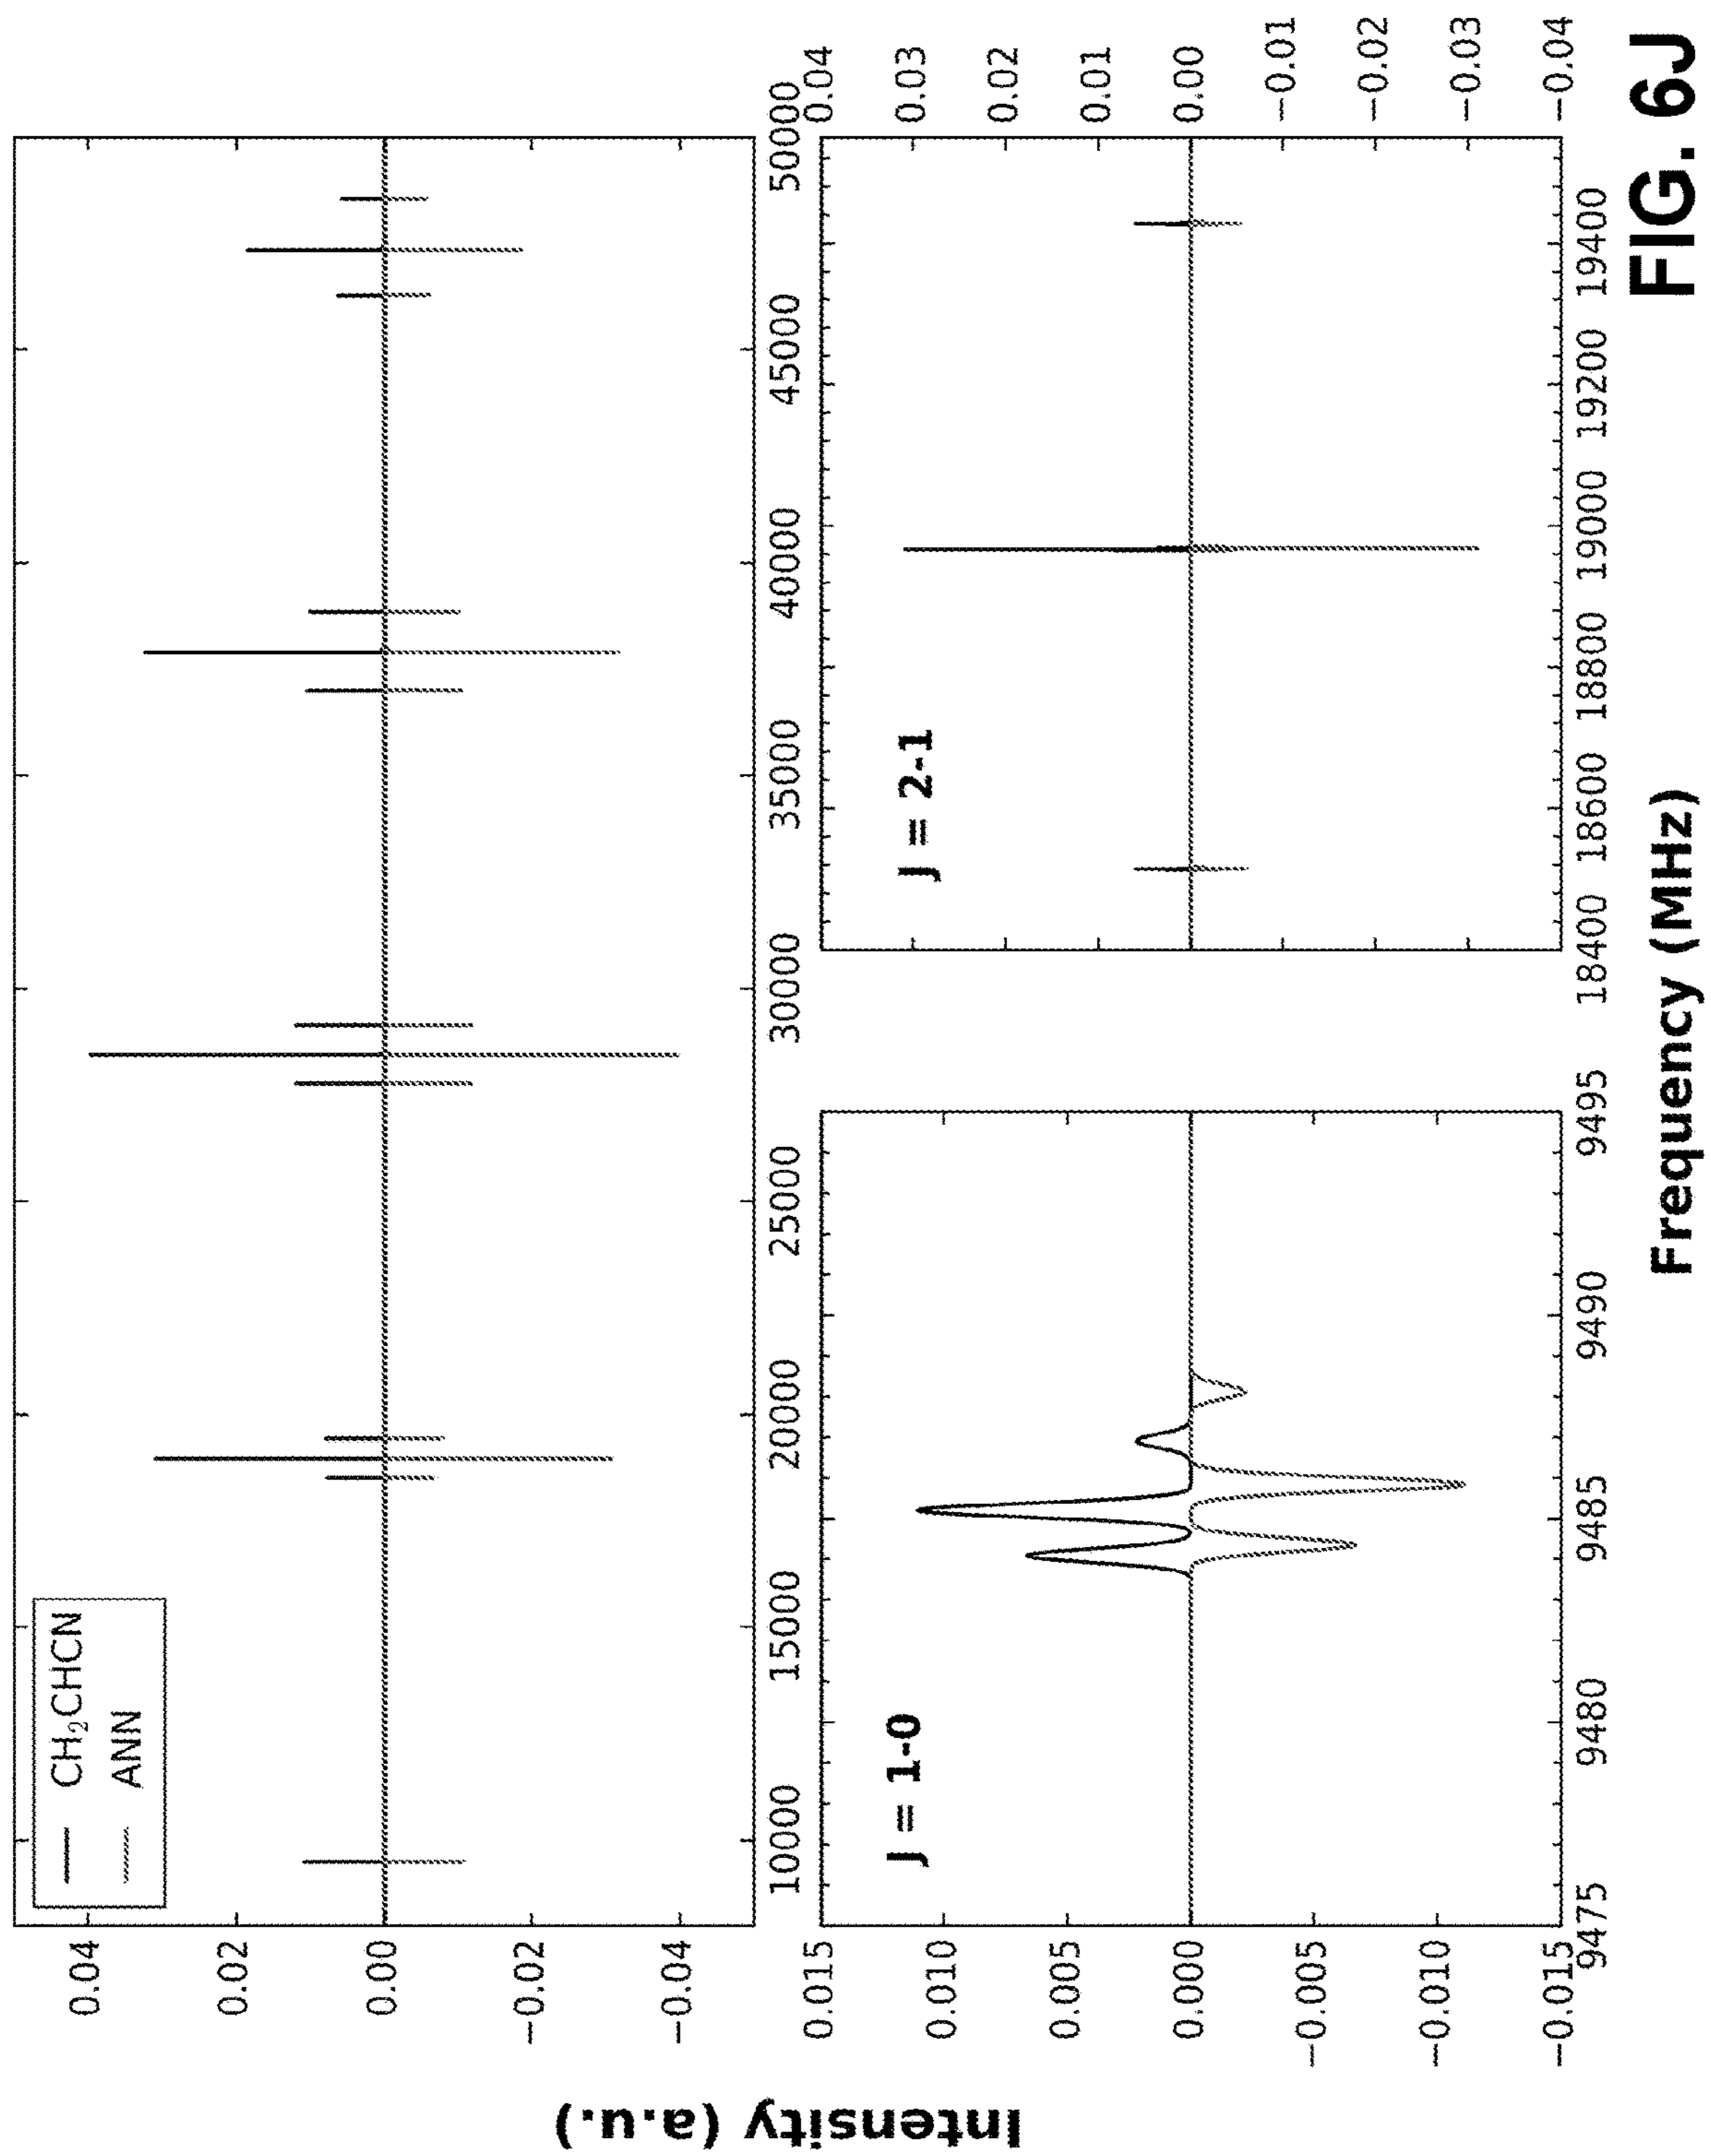 CH₂CHCN
ANN
0.04
0.02
0.00
−0.02
−0.04
10000 15000 20000 25000 30000 35000 40000 45000 50000
J = 1-0
0.015
0.010
0.005
0.000
−0.005
−0.010
−0.015
9475 9480 9485 9490 9495
J = 2-1
0.04
0.03
0.02
0.01
0.00
−0.01
−0.02
−0.03
−0.04
18400 18600 18800 19000 19200 19400
Intensity (a.u.)
Frequency (MHz)
FIG. 6J